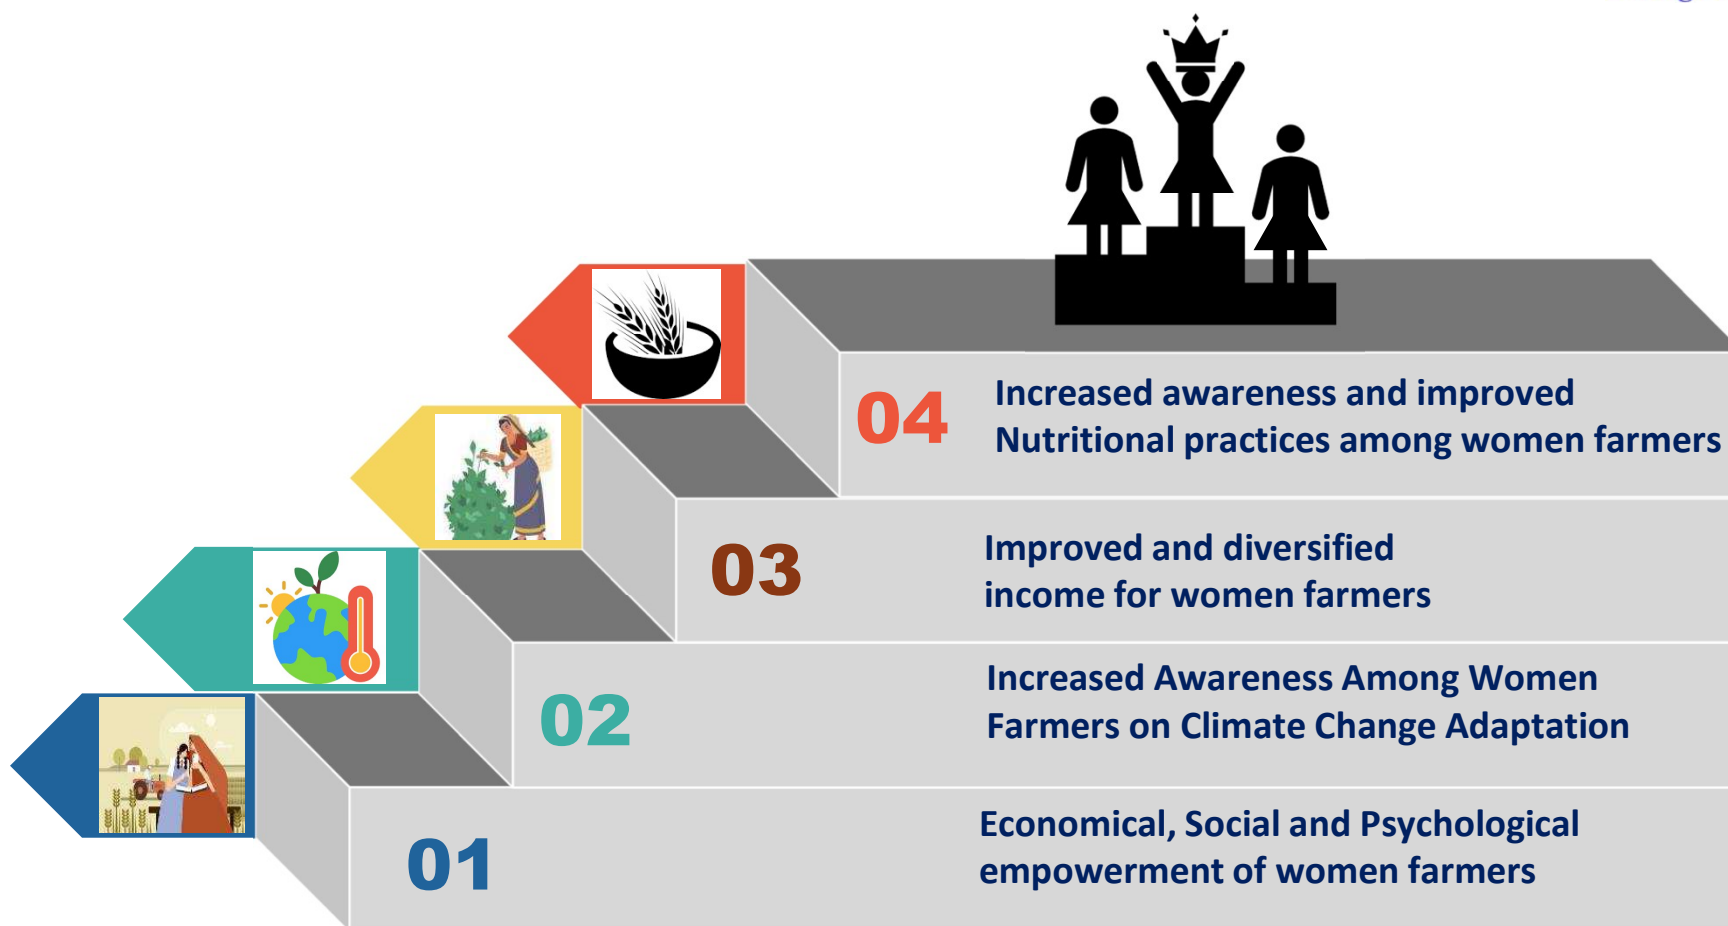 04
Increased awareness and improved
Nutritional practices among women farmers
03
Improved and diversified
income for women farmers
02
Increased Awareness Among Women
Farmers on Climate Change Adaptation
01
Economical, Social and Psychological
empowerment of women farmers